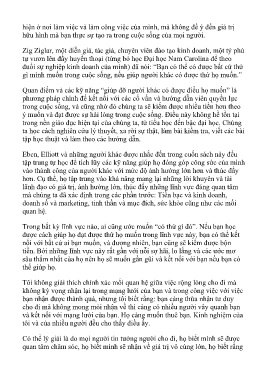 hiện ở nơi làm việc và làm công việc của mình, mà không để ý đến giá trị
hữu hình mà bạn thực sự tạo ra trong cuộc sống của mọi người.
Zig Ziglar, một diễn giả, tác giả, chuyên viên đào tạo kinh doanh, một tỷ phú
tự vươn lên đầy huyền thoại (từng bỏ học Đại học Nam Carolina để theo
đuổi sự nghiệp kinh doanh của mình) đã nói: "Bạn có thể có được bất cứ thứ
gì mình muốn trong cuộc sống, nếu giúp người khác có được thứ họ muốn."
Quan điểm và các kỹ năng "giúp đỡ người khác có được điều họ muốn" là
phương pháp chính để kết nối với các cố vấn và hướng dẫn viên quyền lực
trong cuộc sống, và cũng nhờ đó chúng ta sẽ kiếm được nhiều tiền hơn theo
ý muốn và đạt được sự hài lòng trong cuộc sống. Điều này không hề tồn tại
trong nền giáo dục hiện tại của chúng ta, từ tiểu học đến bậc đại học. Chúng
ta học cách nghiên cứu lý thuyết, xa rời sự thật, làm bài kiểm tra, viết các bài
tập học thuật và làm theo các hướng dẫn.
Eben, Elliott và những người khác được nhắc đến trong cuốn sách này đều
tập trung tự học để tích lũy các kỹ năng giúp họ đóng góp công sức của mình
vào thành công của người khác với mức độ ảnh hưởng lớn hơn và thúc đẩy
hơn. Cụ thể, họ tập trung vào khả năng mang lại những lời khuyên và tài
lãnh đạo có giá trị, ảnh hưởng lớn, thúc đẩy những lĩnh vực đáng quan tâm
mà chúng ta đã xác định trong các phần trước: Tiền bạc và kinh doanh,
doanh số và marketing, tinh thần và mục đích, sức khỏe cũng như các mối
quan hệ.
Trong bất kỳ lĩnh vực nào, ai cũng ước muốn "có thứ gì đó". Nếu bạn học
được cách giúp họ đạt được thứ họ muốn trong lĩnh vực này, bạn có thể kết
nối với bất cứ ai bạn muốn, và đương nhiên, bạn cũng sẽ kiếm được bộn
tiền. Bởi những lĩnh vực này rất gần với nỗi sợ hãi, lo lắng và các ước mơ
sâu thẳm nhất của họ nên họ sẽ muốn gần gũi và kết nối với bạn nếu bạn có
thể giúp họ.
Tôi không giải thích chính xác mối quan hệ giữa việc rộng lòng cho đi mà
không kỳ vọng nhận lại trong mạng lưới của bạn và trong công việc với việc
bạn nhận được thành quả, nhưng tôi biết rằng: bạn càng thừa nhận tư duy
cho đi mà không mong mỏi nhận về thì càng có nhiều người vây quanh bạn
và kết nối với mạng lưới của bạn. Họ càng muốn thuê bạn. Kinh nghiệm của
tôi và của nhiều người đều cho thấy điều ấy.
Có thể lý giải là do mọi người tin tưởng người cho đi, họ biết mình sẽ được
quan tâm chăm sóc, họ biết mình sẽ nhận về giá trị vô cùng lớn, họ biết rằng